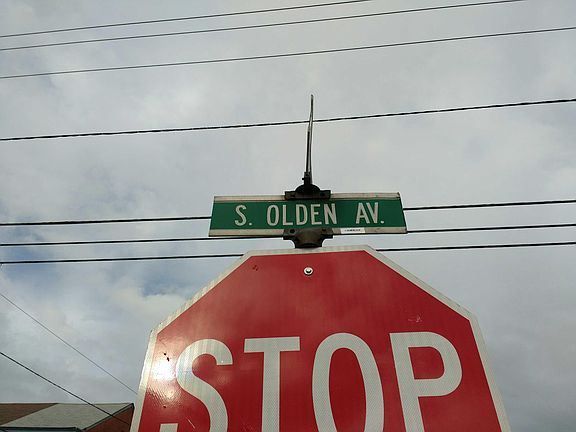 S. OLDEN AV.
STOP